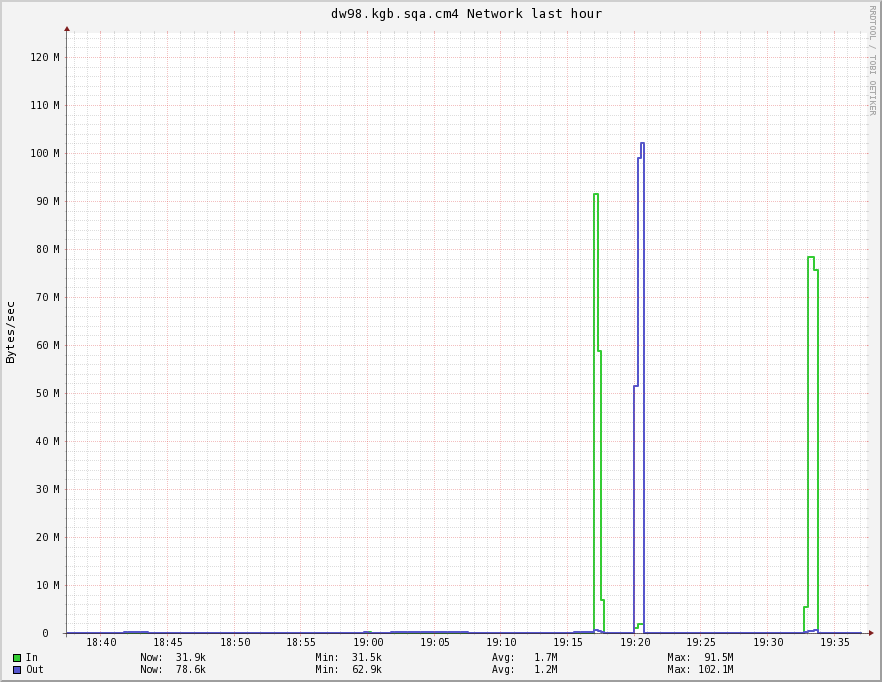 dw98.kgb.sqa.cm4 Network last hour
RRDTOOL / TOBI OETIKER
Bytes/sec
120 M
110 M
100 M
90 M
80 M
70 M
60 M
50 M
40 M
30 M
20 M
10 M
0
18:40 18:45 18:50 18:55 19:00 19:05 19:10 19:15 19:20 19:25 19:30 19:35
In Now: 31.9k Min: 31.5k Avg: 1.7M Max: 91.5M
Out Now: 78.6k Min: 62.9k Avg: 1.2M Max: 102.1M